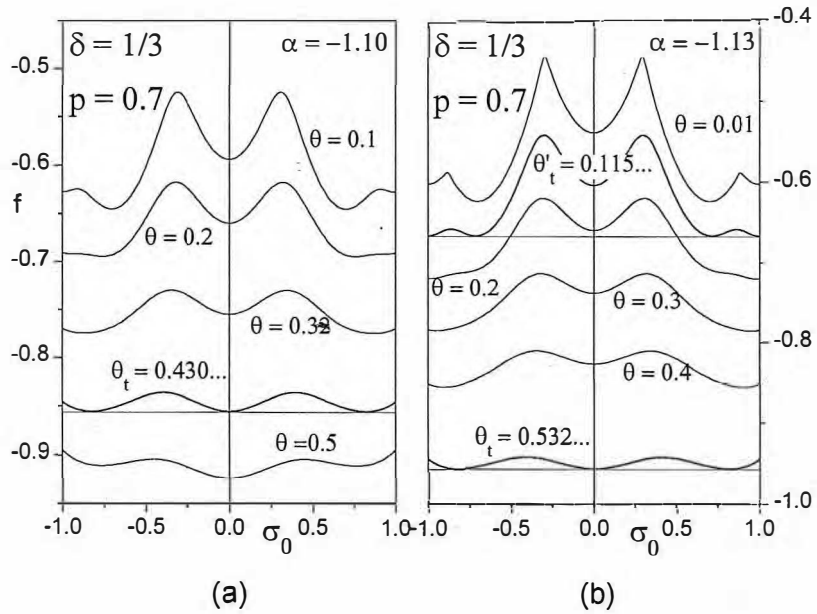 δ = 1/3
α = −1.10
p = 0.7
θ = 0.1
θ = 0.2
θ = 0.32
θt = 0.430...
θ =0.5
f
-0.5
-0.6
-0.7
-0.8
-0.9
-1.0 -0.5 0.0 0.5 1.0
σ0
(a)
δ = 1/3
α = −1.13
p = 0.7
θ = 0.01
θ't = 0.115...
θ = 0.2
θ = 0.3
θ = 0.4
θt = 0.532...
-0.4
-0.6
-0.8
-1.0
-1.0 -0.5 0.0 0.5 1.0
σ0
(b)